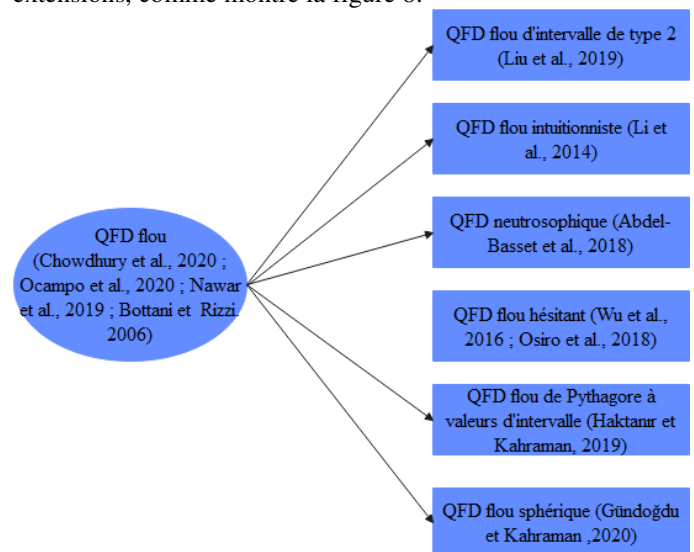 extensions, comme montre la figure 6.
QFD flou d'intervalle de type 2
(Liu et al., 2019)
QFD flou intuitionniste (Li et
al., 2014)
QFD neutrosophique (Abdel-
Basset et al., 2018)
QFD flou
(Chowdhury et al., 2020 ;
Ocampo et al., 2020 ; Nawar
et al., 2019 ; Bottani et Rizzi.
2006)
QFD flou hésitant (Wu et al.,
2016 ; Osiro et al., 2018)
QFD flou de Pythagore à
valeurs d'intervalle (Haktanır et
Kahraman, 2019)
QFD flou sphérique (Gündoğdu
et Kahraman ,2020)